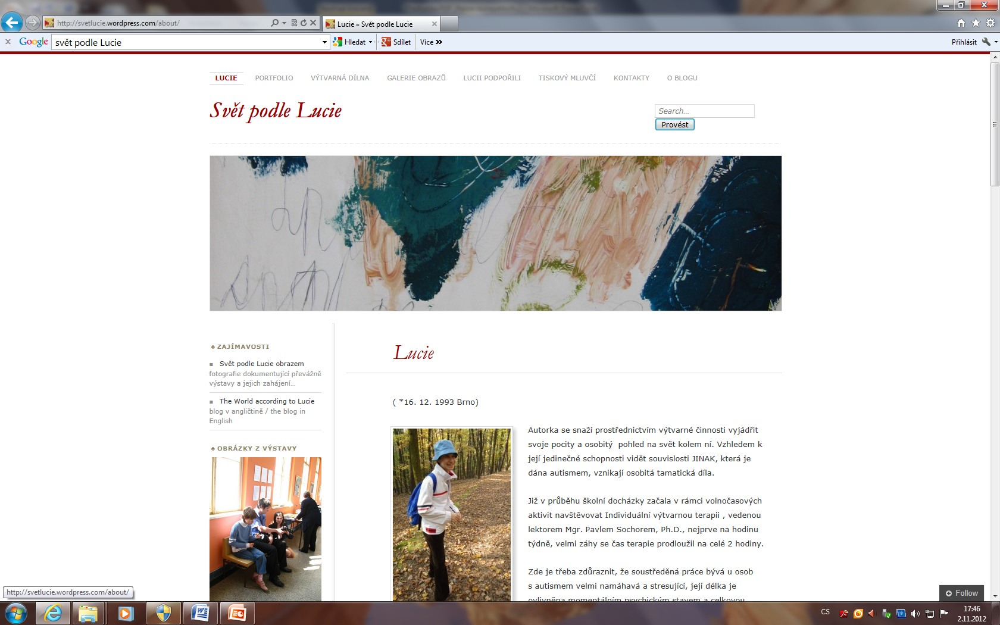 http://svetlucie.wordpress.com/about/
Lucie « Svět podle Lucie
x Google svět podle Lucie Hledat Sdílet Více » Přihlásit
LUCIE PORTFOLIO VÝTVARNÁ DÍLNA GALERIE OBRAZŮ LUCII PODPOŘILI TISKOVÝ MLUVČÍ KONTAKTY O BLOGU
Svět podle Lucie
Search...
Provést
♣ ZAJÍMAVOSTI
Svět podle Lucie obrazem
fotografie dokumentující převážně
výstavy a jejich zahájení...
The World according to Lucie
blog v angličtině / the blog in
English
♣ OBRÁZKY Z VÝSTAVY
Lucie
( *16. 12. 1993 Brno)
Autorka se snaží prostřednictvím výtvarné činnosti vyjádřit
svoje pocity a osobitý  pohled na svět kolem ní. Vzhledem k
její jedinečné schopnosti vidět souvislosti JINAK, která je
dána autismem, vznikají osobitá tamatická díla.
Již v průběhu školní docházky začala v rámci volnočasových
aktivit navštěvovat Individuální výtvarnou terapii , vedenou
lektorem Mgr. Pavlem Sochorem, Ph.D., nejprve na hodinu
týdně, velmi záhy se čas terapie prodloužil na celé 2 hodiny.
Zde je třeba zdůraznit, že soustředěná práce bývá u osob
s autismem velmi namáhavá a stresující, její délka je
ovlivněna momentálním psychickým stavem a celkovou
http://svetlucie.wordpress.com/about/
Follow
CS
17:46
2.11.2012